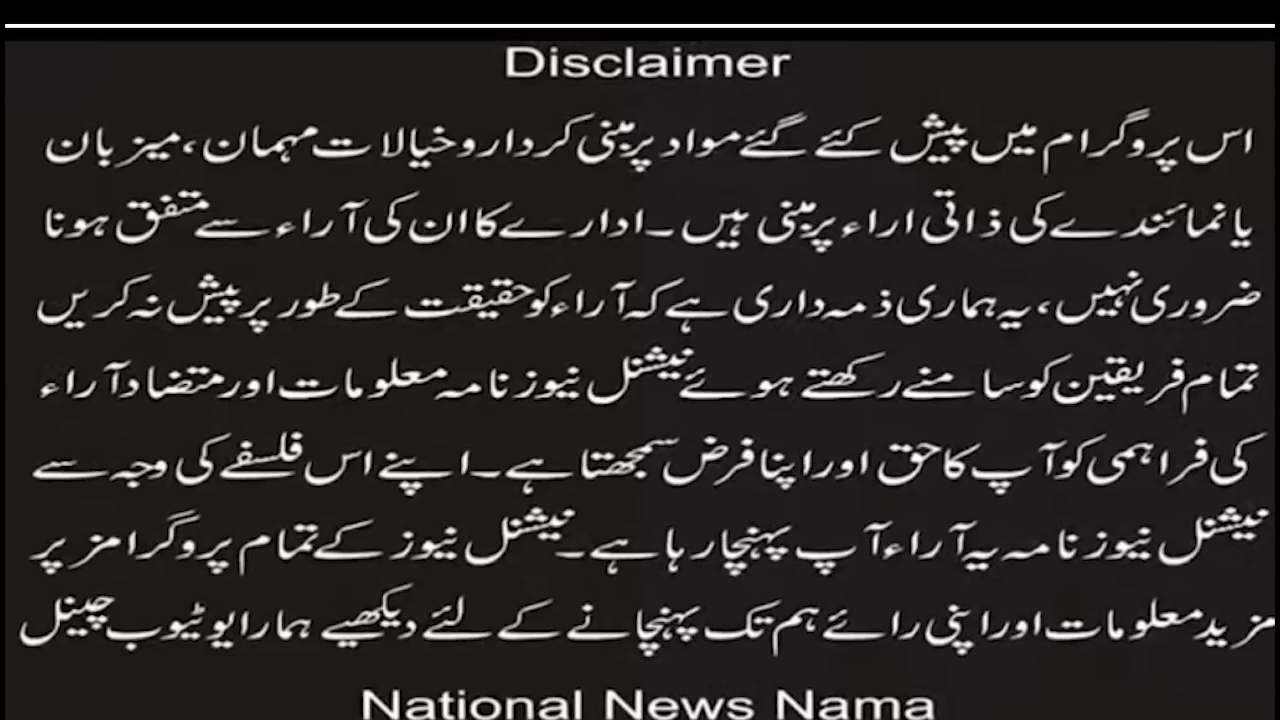 Disclaimer
اس پروگرام میں پیش کئے گئے مواد پر مبنی کردار و خیالات مہمان، میزبان
یا نمائندے کی ذاتی اراء پر مبنی ہیں۔ ادارے کا ان کی آراء سے متفق ہونا
ضروری نہیں، یہ ہماری ذمہ داری ہے کہ آراء کو حقیقت کے طور پر پیش نہ کریں
تمام فریقین کو سامنے رکھتے ہوئے نیشنل نیوز نامہ معلومات اور متضاد آراء
کی فراہمی کو آپ کا حق اور اپنا فرض سمجھتا ہے۔ اپنے اس فلسفے کی وجہ سے
نیشنل نیوز نامہ یہ آراء آپ پہنچا رہا ہے۔ نیشنل نیوز کے تمام پروگرامز پر
مزید معلومات اور اپنی رائے ہم تک پہنچانے کے لئے دیکھیے ہمارا یوٹیوب چینل
National News Nama